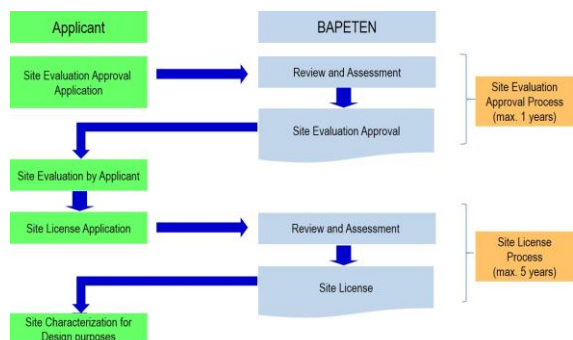 Applicant
BAPETEN
Site Evaluation Approval
Application
Review and Assessment
Site Evaluation
Approval Process
(max. 1 years)
Site Evaluation Approval
Site Evaluation by Applicant
Site License Application
Review and Assessment
Site License
Process
(max. 5 years)
Site License
Site Characterization for
Design purposes